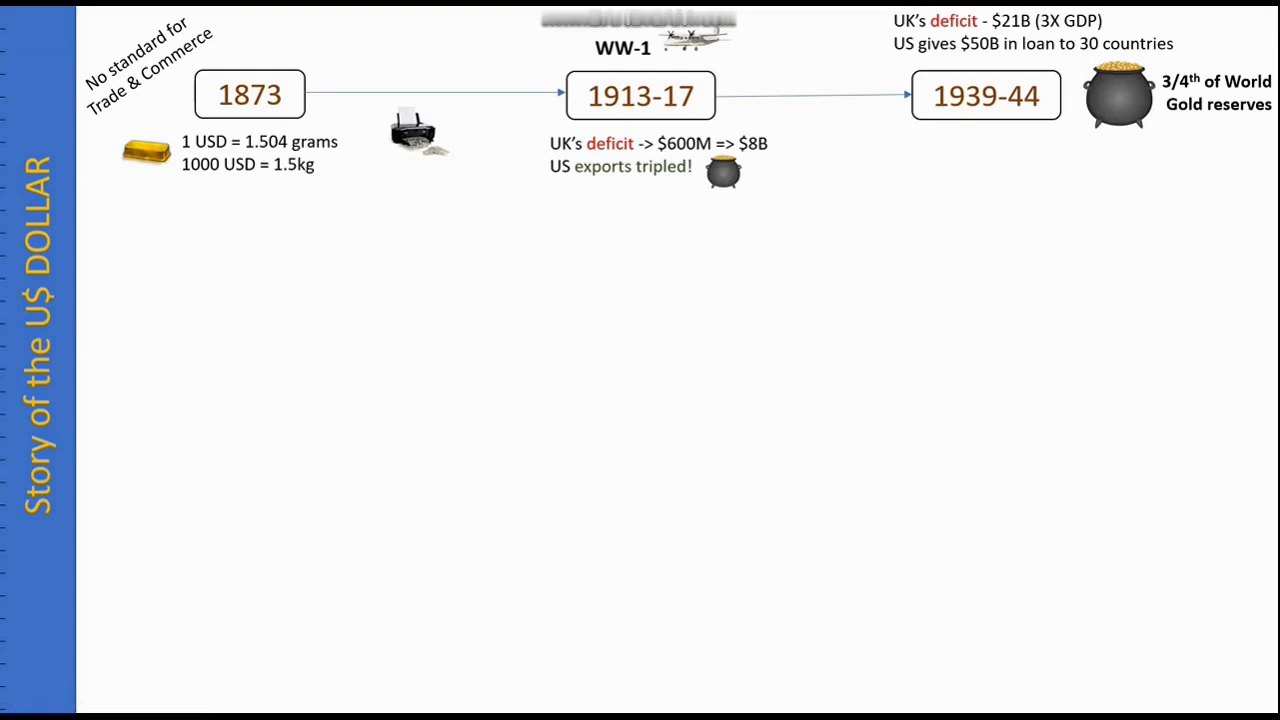 Story of the U$ DOLLAR
No standard for
Trade & Commerce
1873
1 USD = 1.504 grams
1000 USD = 1.5kg
WW-1
1913-17
UK's deficit -> $600M => $8B
US exports tripled!
UK's deficit - $21B (3X GDP)
US gives $50B in loan to 30 countries
1939-44
3/4th of World
Gold reserves